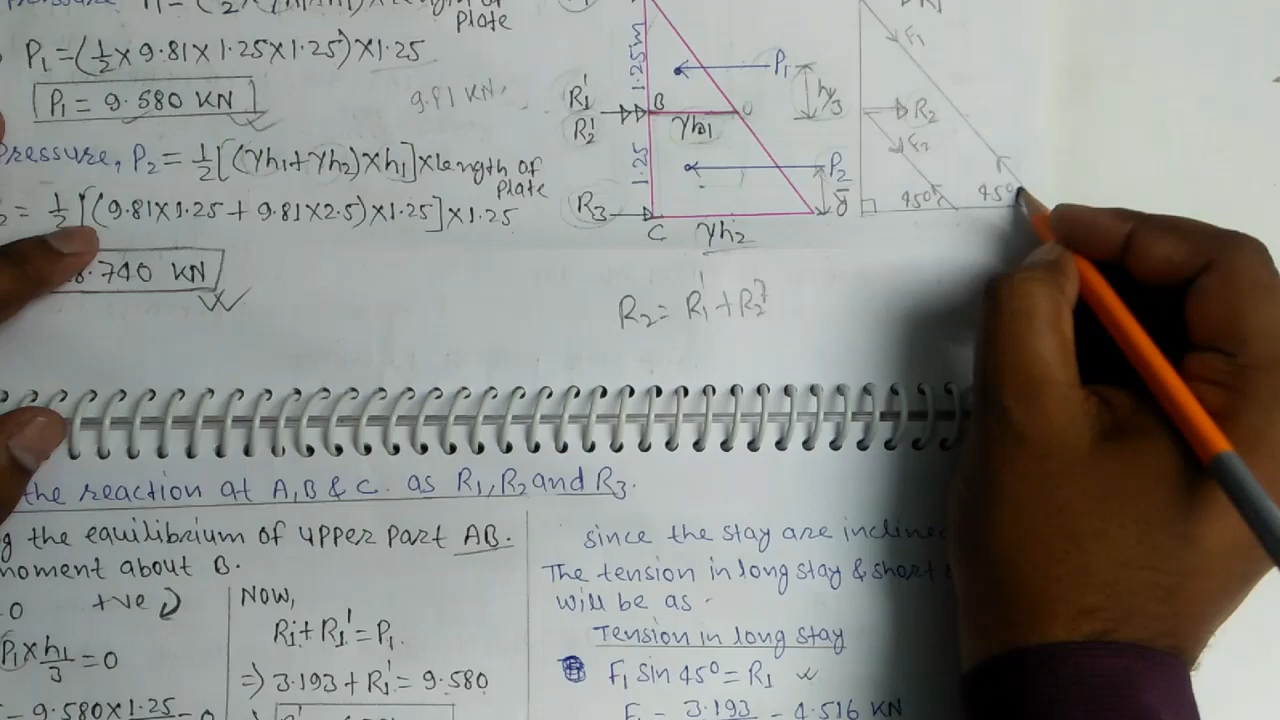 Plate
P₁=(½×9.81×1.25×1.25)×1.25
P₁ = 9.580 KN
9.81 KN.
Pressure, P₂ = ½[(γh₁+γh₂)×h₁]×Length of
plate
= ½[(9.81×1.25+9.81×2.5)×1.25]×1.25
8.740 KN
1.25m
P₁
h₁/3
R₁'
R₂'
B
γh₁
1.25
P₂
ȳ
R₃
C
γh₂
F₁
R₂
F₂
45°
45°
R₂= R₁'+R₂'
the reaction at A,B & C. as R₁,R₂ and R₃.
g the equilibrium of upper part AB.
moment about B.
0 +ve
P₁×h₁/3=0
9.580×1.25
NOW,
R₁+R₁'=P₁.
=> 3.193+R₁'= 9.580
since the stay are incline
The tension in long stay & short
will be as -
Tension in long stay
F₁ sin 45°= R₁
3.193 = 4.516 KN